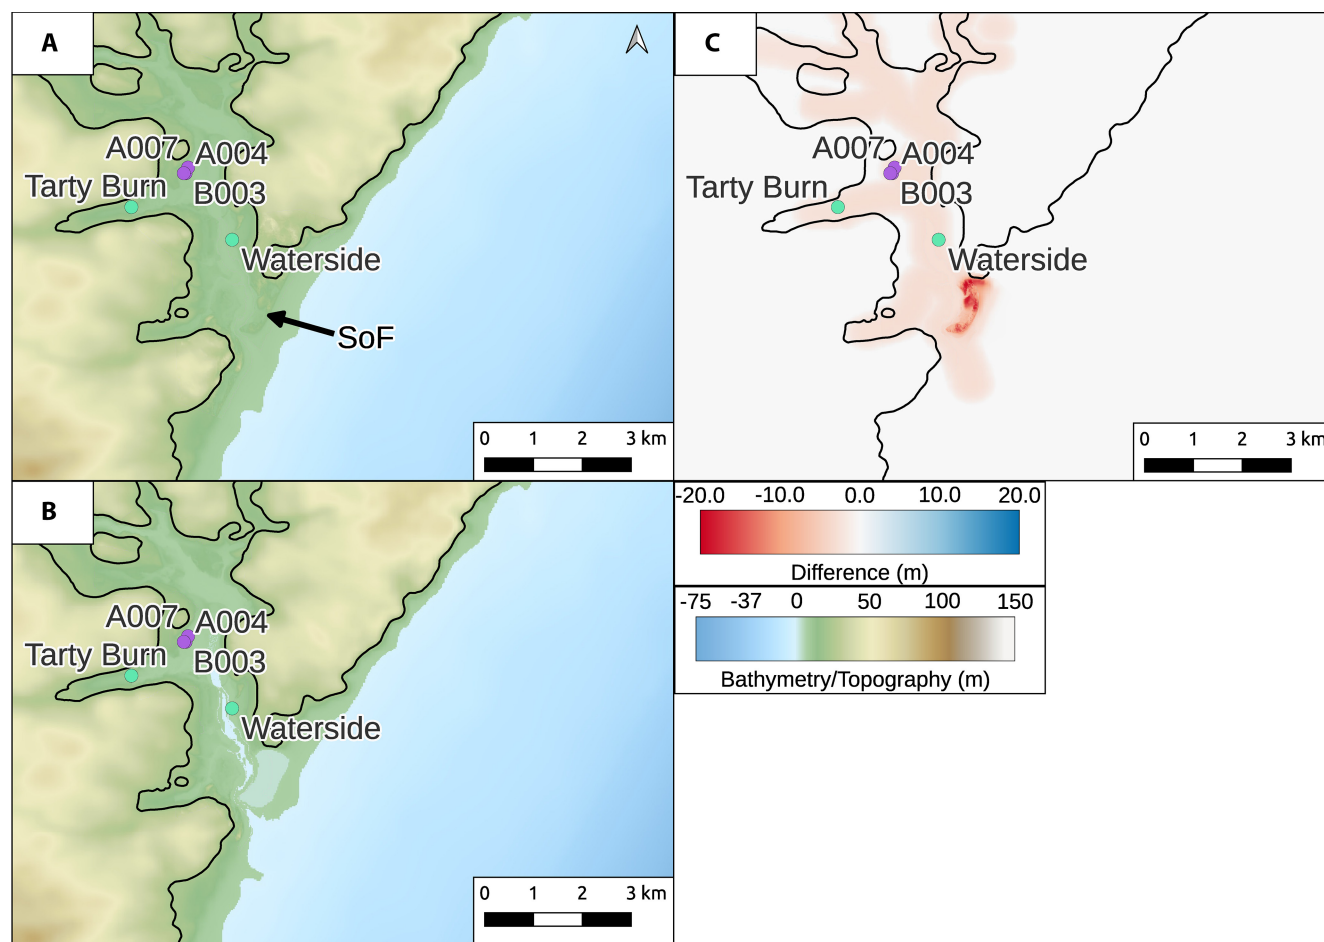 A
A007
A004
Tarty Burn
B003
Waterside
SoF
0 1 2 3 km
C
A007
A004
Tarty Burn
B003
Waterside
0 1 2 3 km
B
A007
A004
Tarty Burn
B003
Waterside
0 1 2 3 km
-20.0 -10.0 0.0 10.0 20.0
Difference (m)
-75 -37 0 50 100 150
Bathymetry/Topography (m)